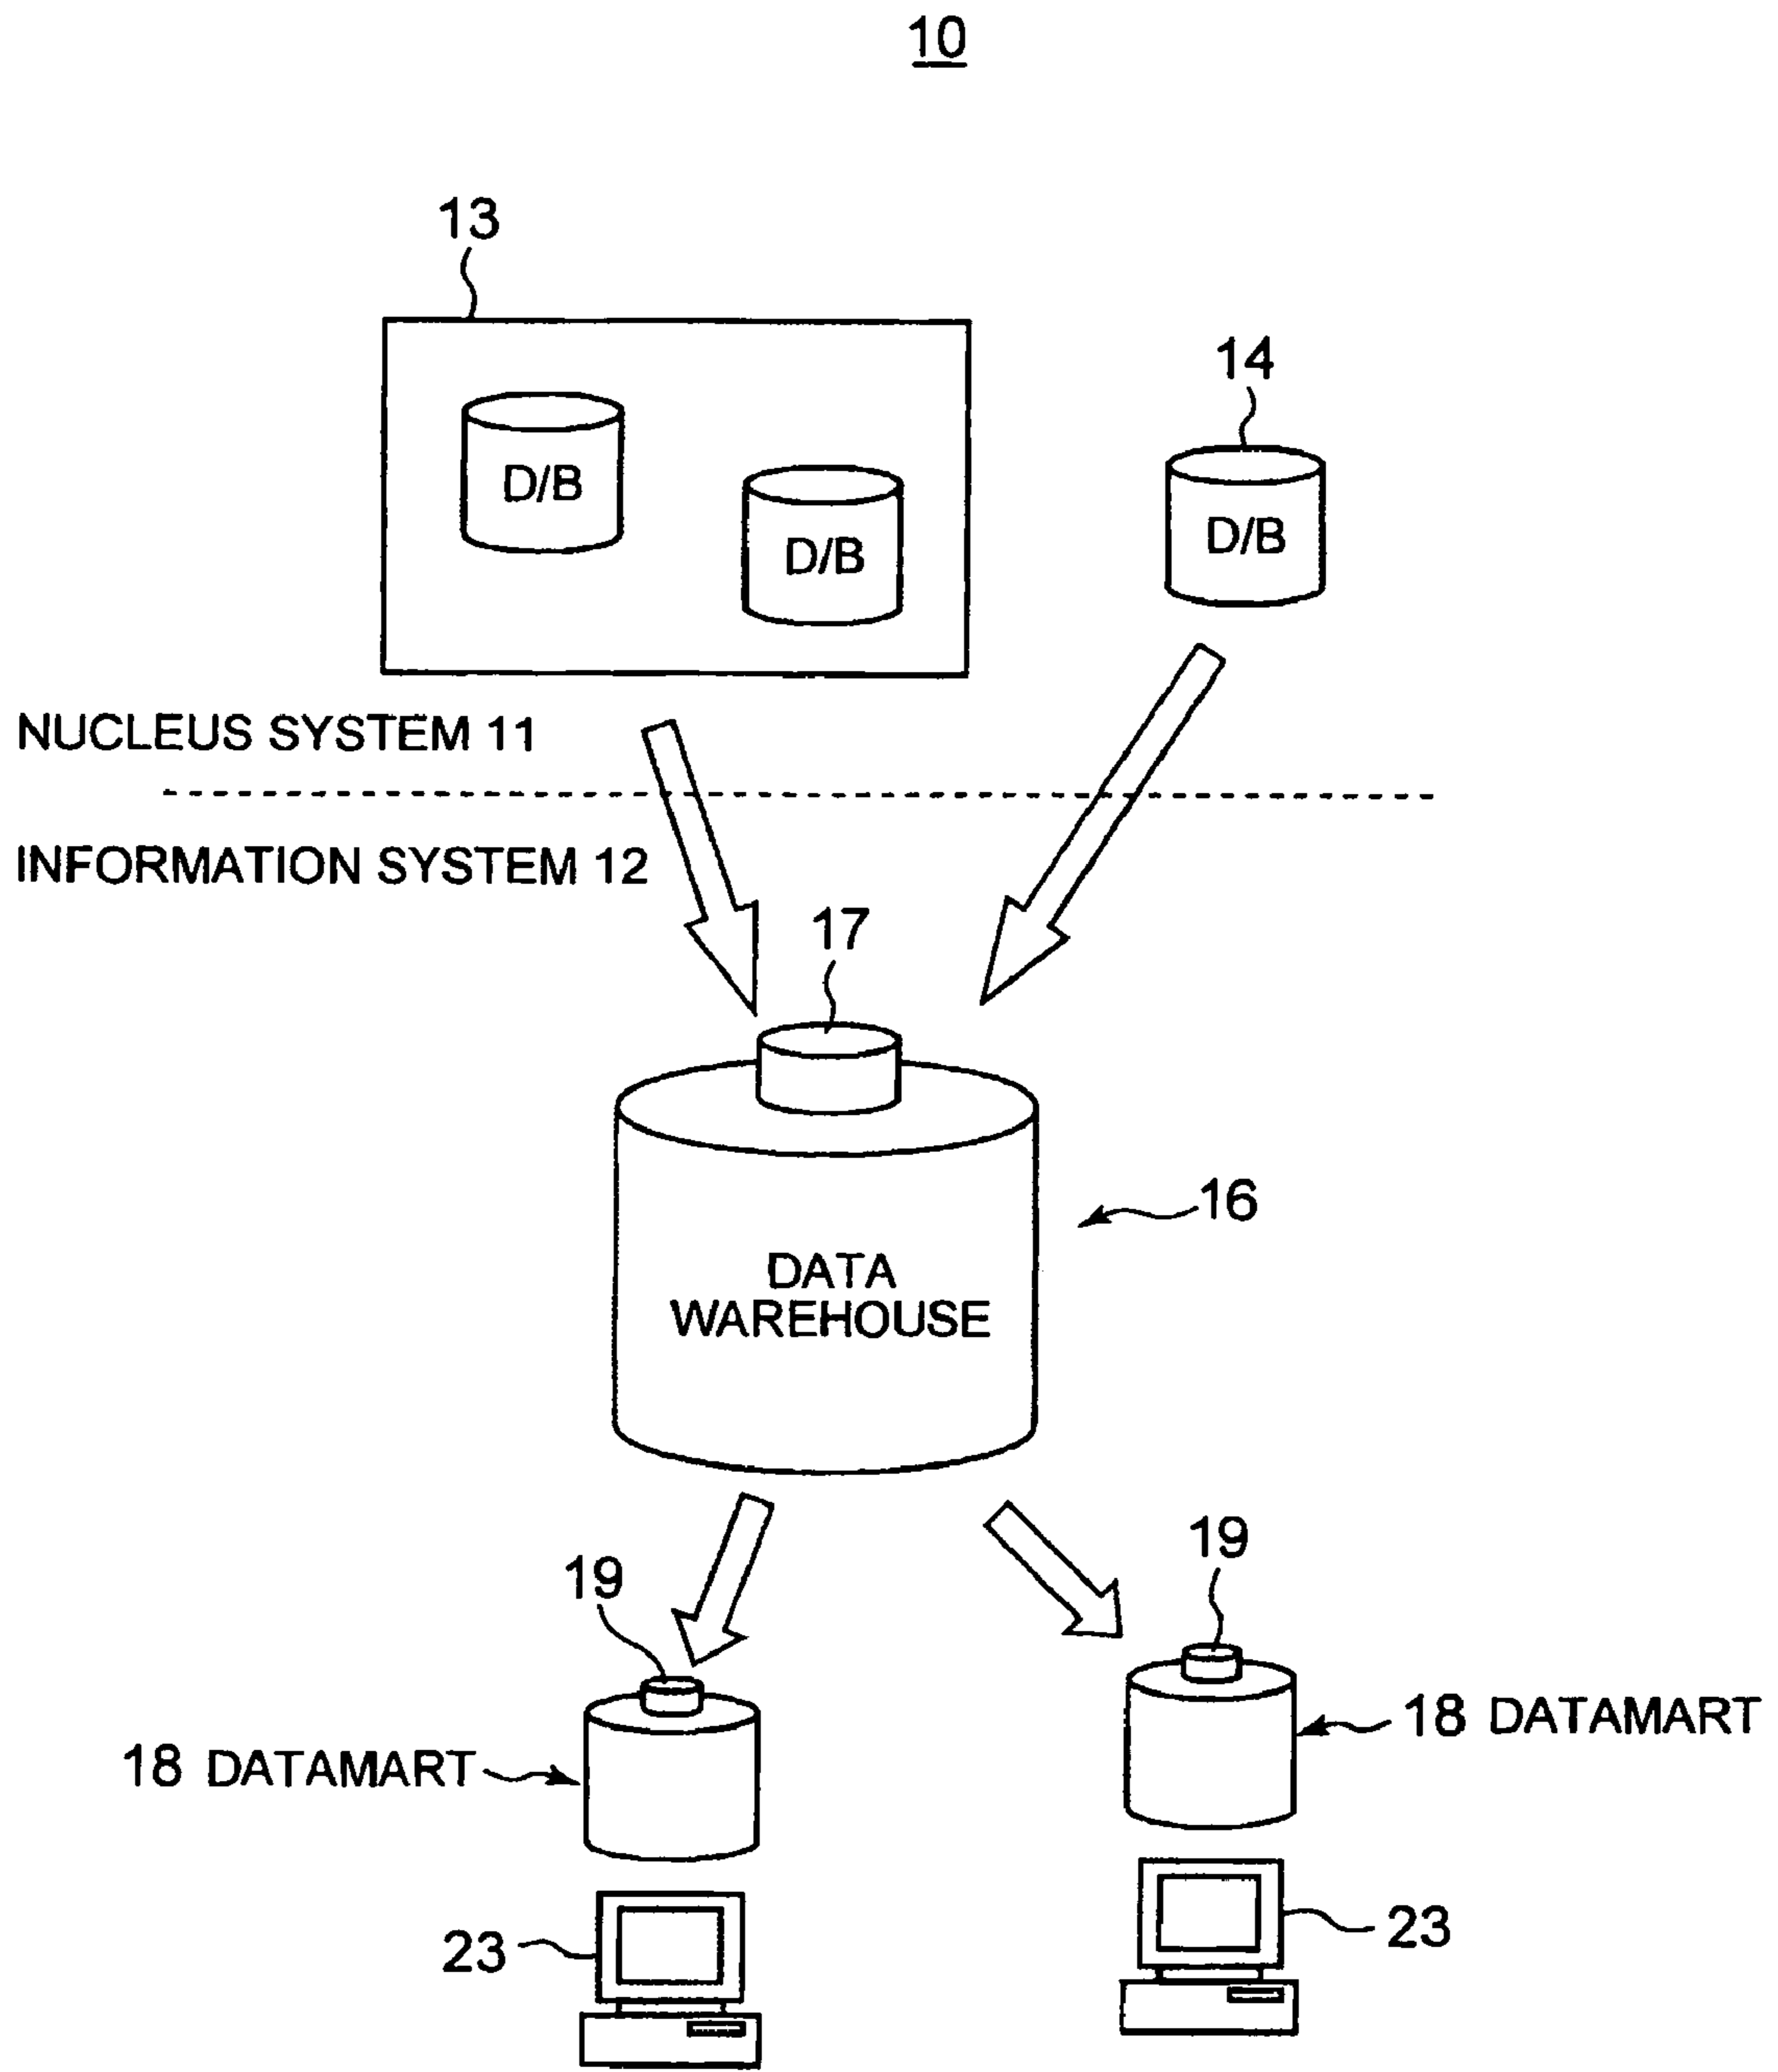 10
13
14
D/B
D/B
D/B
NUCLEUS SYSTEM 11
INFORMATION SYSTEM 12
17
16
DATA
WAREHOUSE
19
19
18 DATAMART
18 DATAMART
23
23